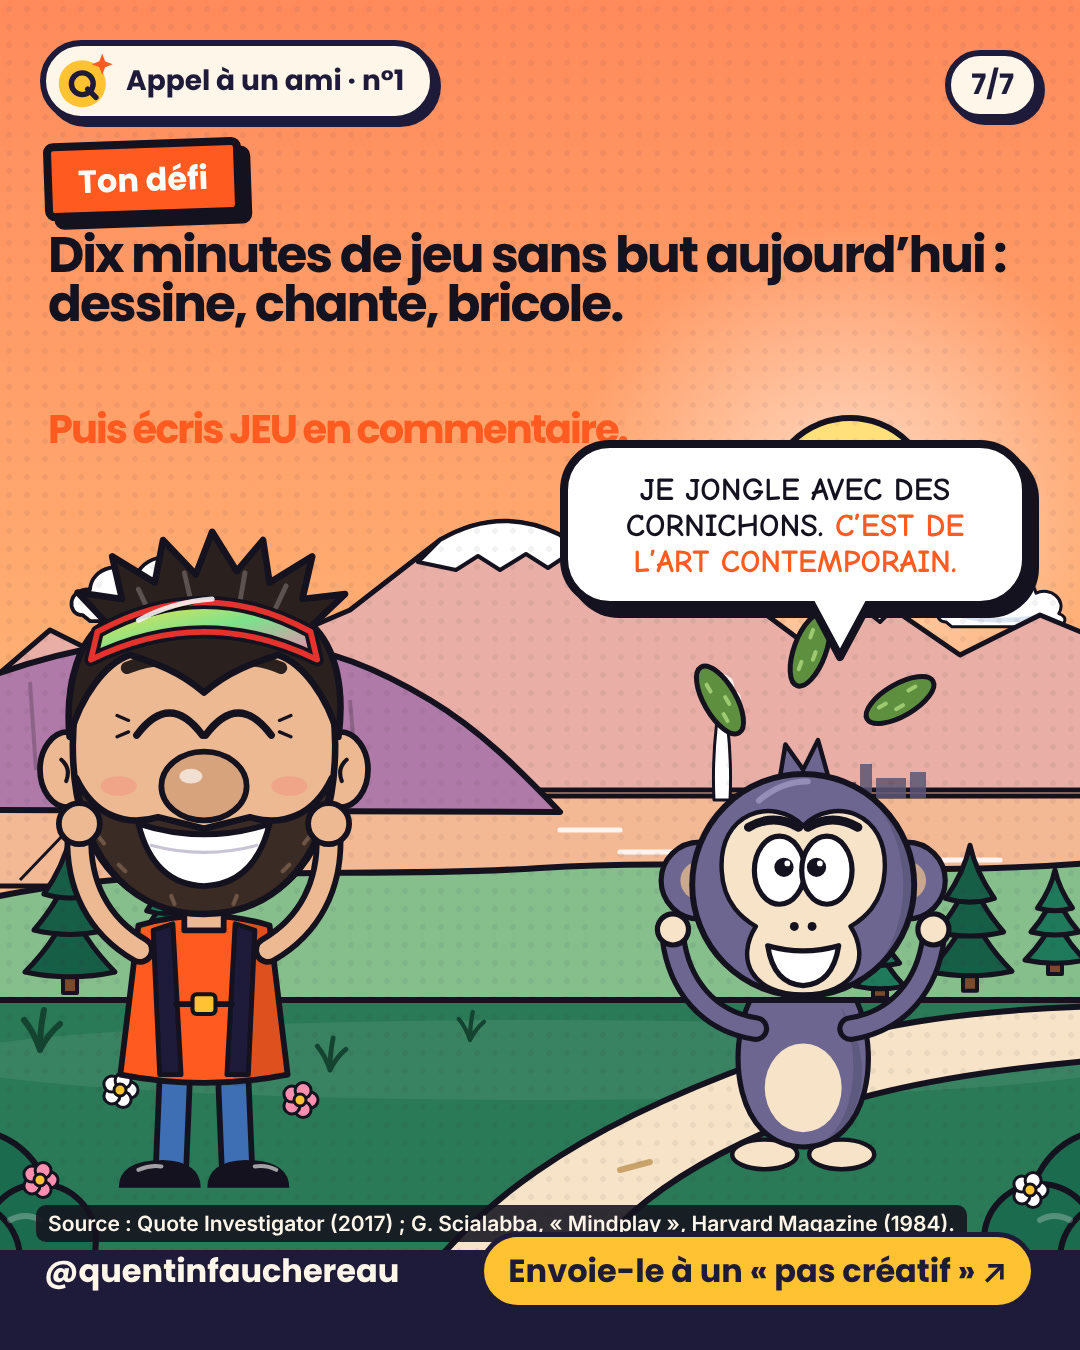 Q
Appel à un ami · n°1
7/7
Ton défi
Dix minutes de jeu sans but aujourd’hui :
dessine, chante, bricole.
Puis écris JEU en commentaire.
JE JONGLE AVEC DES
CORNICHONS. C’EST DE
L’ART CONTEMPORAIN.
Source : Quote Investigator (2017) ; G. Scialabba, « Mindplay », Harvard Magazine (1984).
@quentinfauchereau
Envoie-le à un « pas créatif » ↗